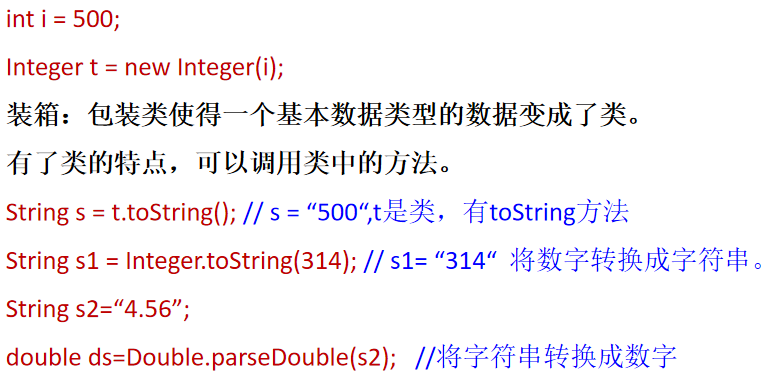 int i = 500;
Integer t = new Integer(i);
装箱：包装类使得一个基本数据类型的数据变成了类。
有了类的特点，可以调用类中的方法。
String s = t.toString(); // s = “500“,t是类，有toString方法
String s1 = Integer.toString(314); // s1= “314“ 将数字转换成字符串。
String s2=“4.56”;
double ds=Double.parseDouble(s2); //将字符串转换成数字